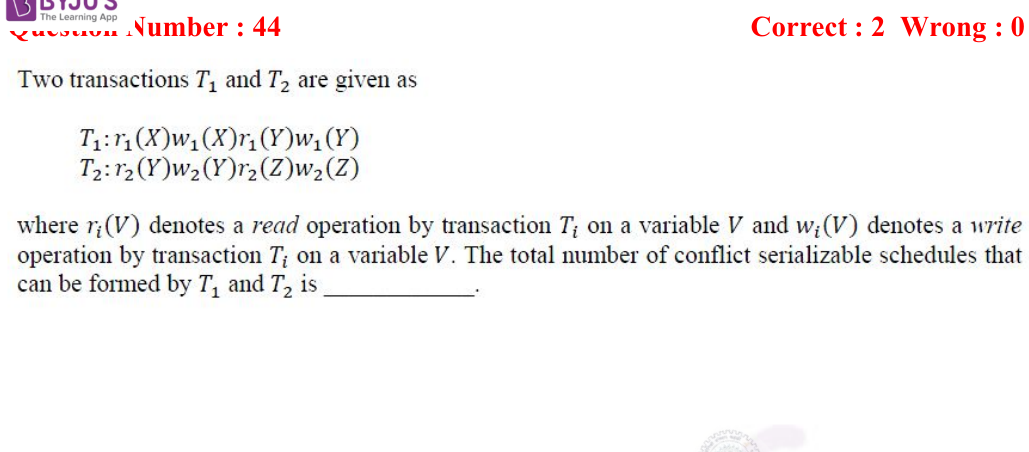 BYJU'S
The Learning App
Question Number : 44 Correct : 2 Wrong : 0
Two transactions T₁ and T₂ are given as
T₁: r₁(X)w₁(X)r₁(Y)w₁(Y)
T₂: r₂(Y)w₂(Y)r₂(Z)w₂(Z)
where rᵢ(V) denotes a read operation by transaction Tᵢ on a variable V and wᵢ(V) denotes a write
operation by transaction Tᵢ on a variable V. The total number of conflict serializable schedules that
can be formed by T₁ and T₂ is ____________.